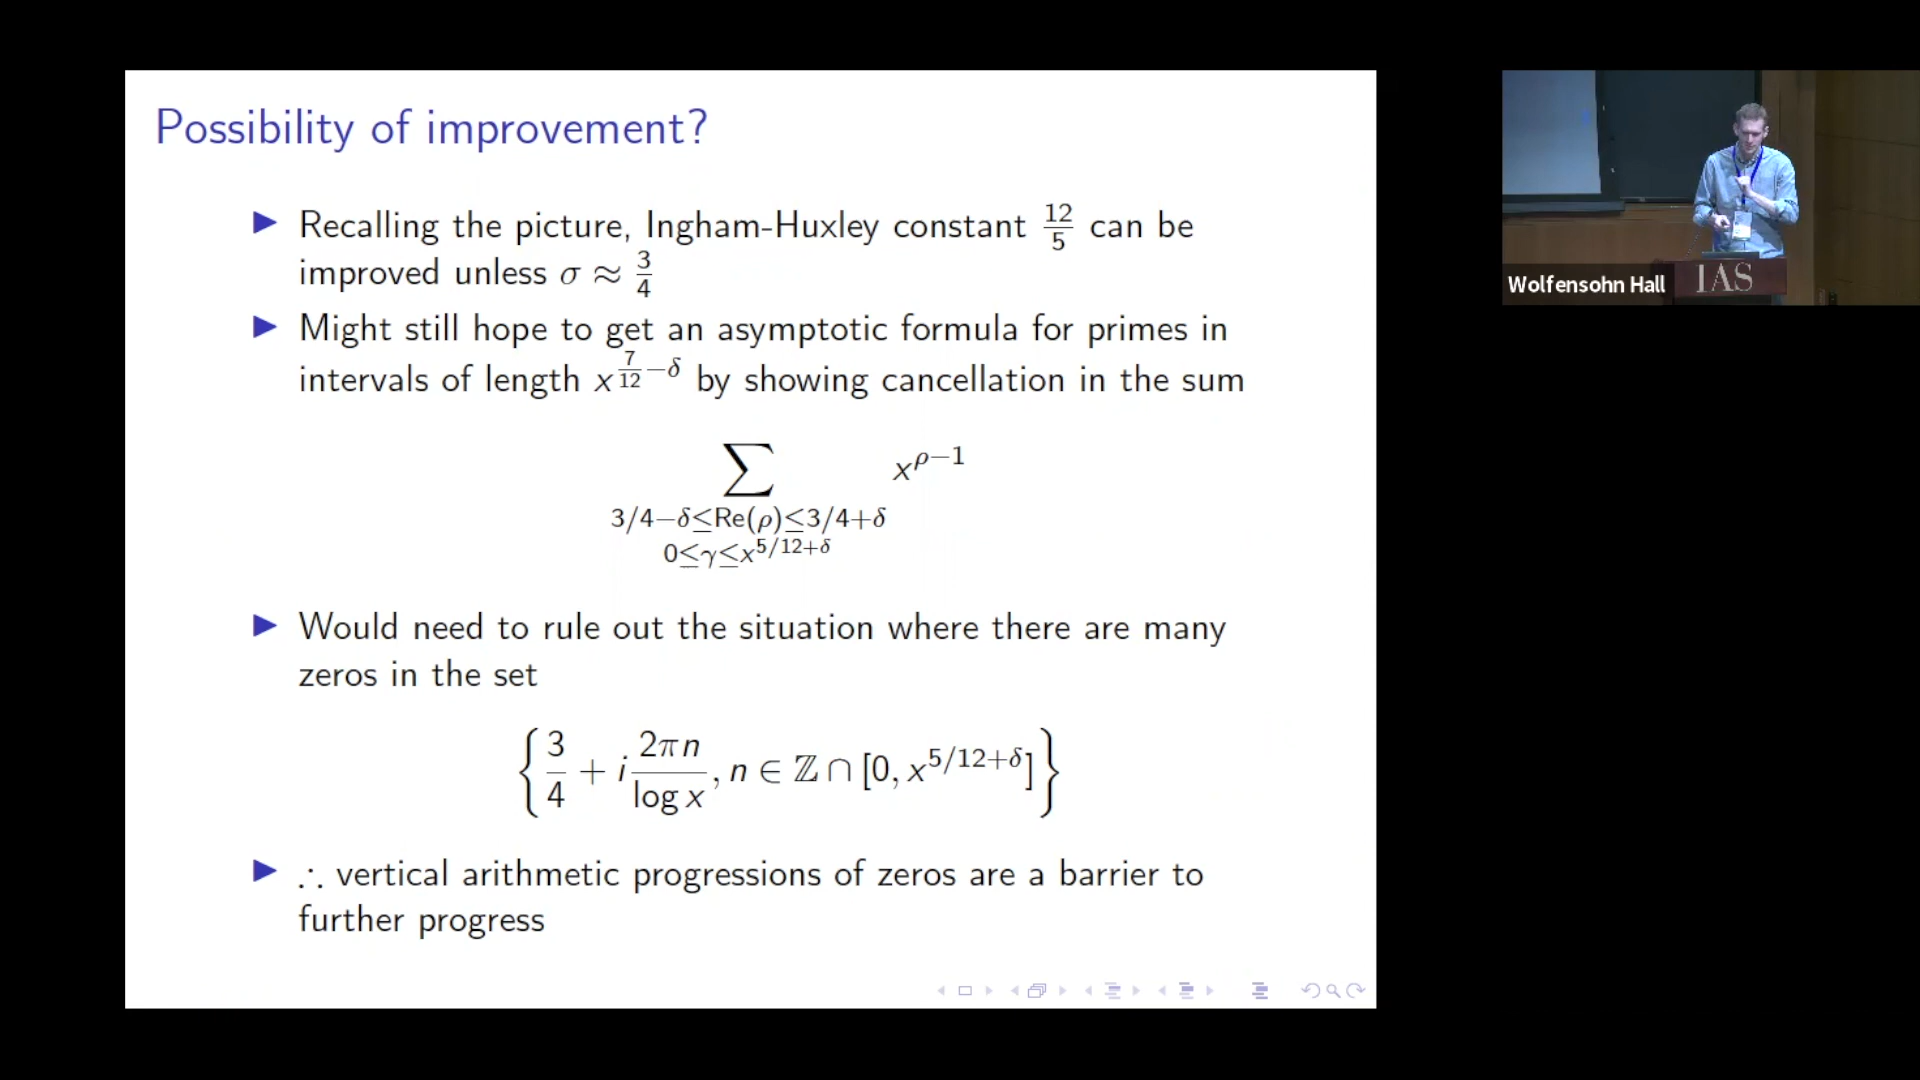 Possibility of improvement?
▶ Recalling the picture, Ingham-Huxley constant 12/5 can be
improved unless σ ≈ 3/4
▶ Might still hope to get an asymptotic formula for primes in
intervals of length x^{7/12−δ} by showing cancellation in the sum
∑ x^{ρ−1}
3/4−δ≤Re(ρ)≤3/4+δ
0≤γ≤x^{5/12+δ}
▶ Would need to rule out the situation where there are many
zeros in the set
{3/4 + i 2πn/log x, n ∈ ℤ ∩ [0, x^{5/12+δ}]}
▶ ∴ vertical arithmetic progressions of zeros are a barrier to
further progress
Wolfensohn Hall
IAS